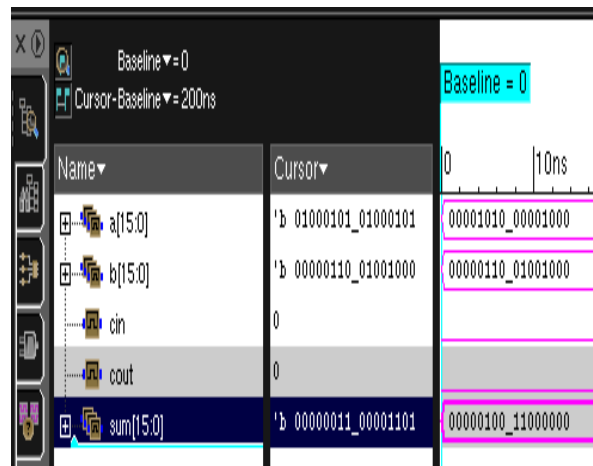 Baseline▾=0
Cursor-Baseline▾=200ns
Baseline = 0
Name▾ Cursor▾ 0 10ns
a[15:0] 'b 01000101_01000101 00001010_00001000
b[15:0] 'b 00000110_01001000 00000110_01001000
cin 0
cout 0
sum[15:0] 'b 00000011_00001101 00000100_11000000